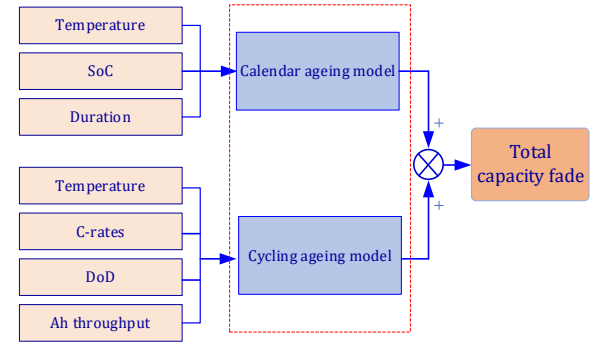 Temperature
SoC
Duration
Calendar ageing model
+
Total
capacity fade
+
Temperature
C-rates
DoD
Ah throughput
Cycling ageing model